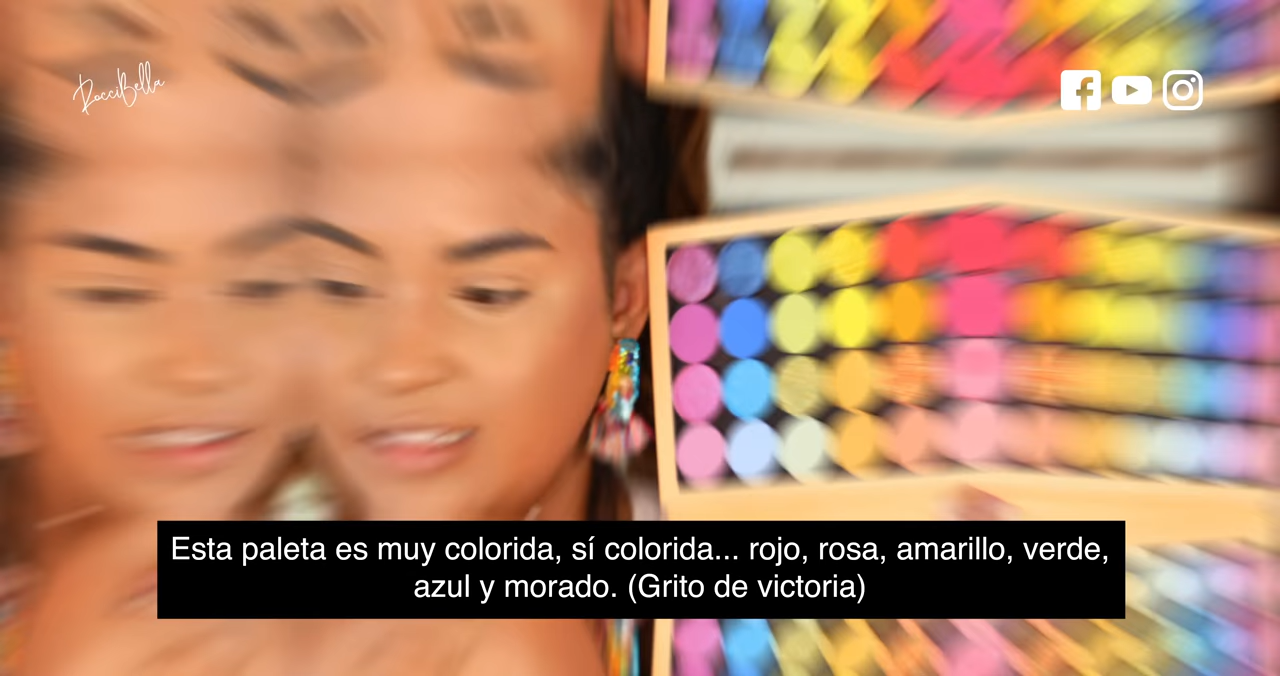 RocciBella
Esta paleta es muy colorida, sí colorida... rojo, rosa, amarillo, verde,
azul y morado. (Grito de victoria)